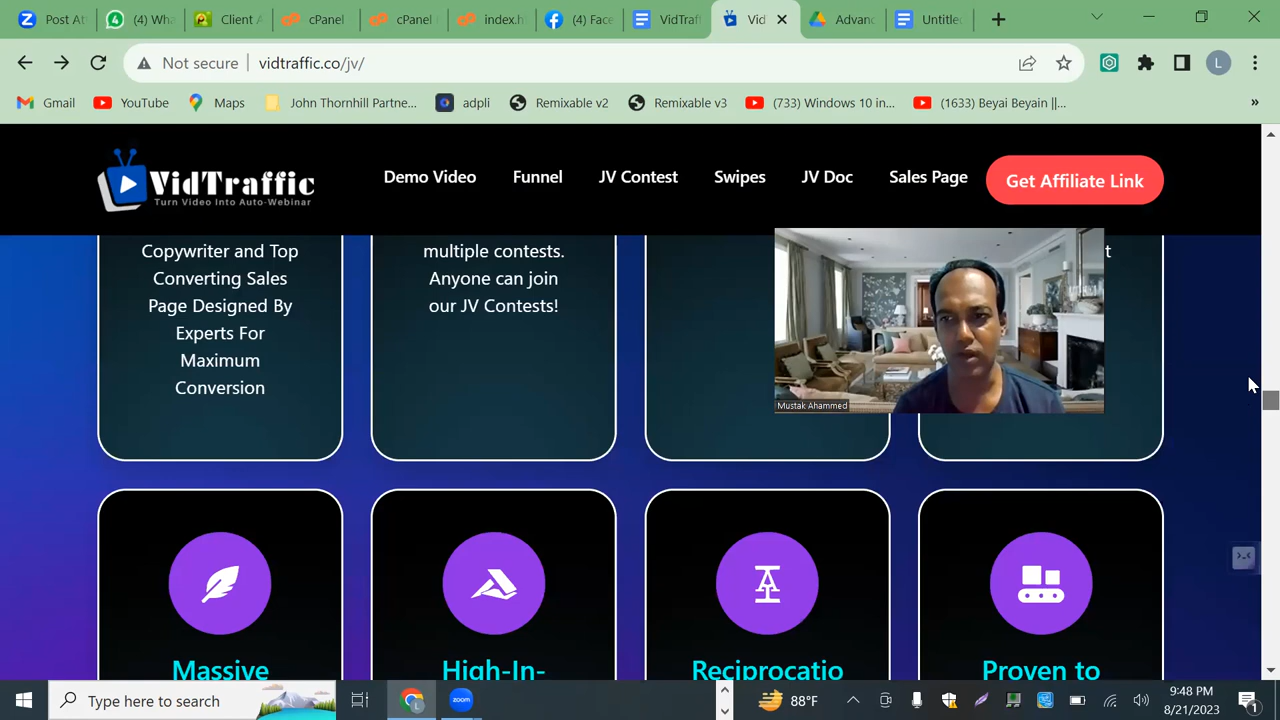 Post At
(4) Wha
Client A
cPanel
cPanel
index.h
(4) Face
VidTraf
Vid
Advanc
Untitle
Not secure
vidtraffic.co/jv/
Gmail
YouTube
Maps
John Thornhill Partne...
adpli
Remixable v2
Remixable v3
(733) Windows 10 in...
(1633) Beyai Beyain ||...
»
VidTraffic
Turn Video Into Auto-Webinar
Demo Video
Funnel
JV Contest
Swipes
JV Doc
Sales Page
Get Affiliate Link
Copywriter and Top
Converting Sales
Page Designed By
Experts For
Maximum
Conversion
multiple contests.
Anyone can join
our JV Contests!
t
Mustak Ahammed
Massive
High-In-
Reciprocatio
Proven to
Type here to search
zoom
88°F
9:48 PM
8/21/2023
1